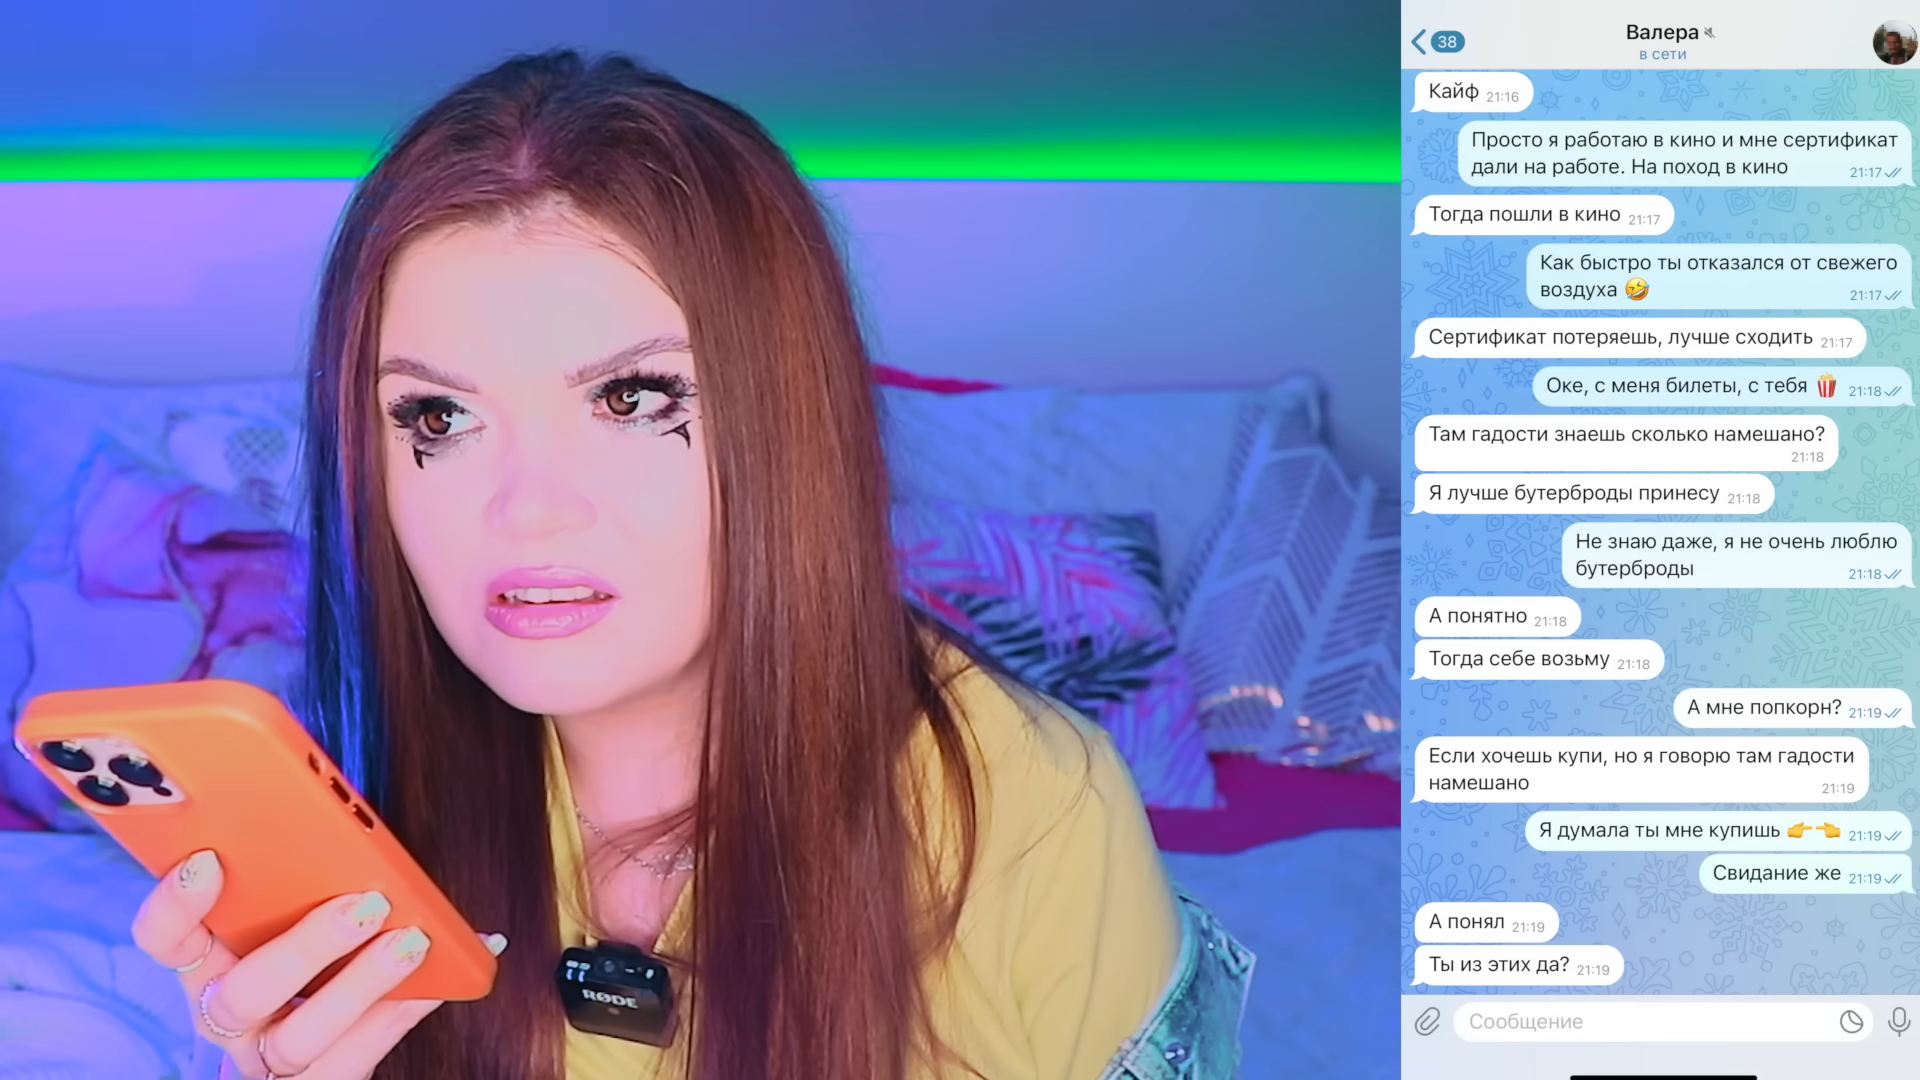 38
Валера
в сети
Кайф 21:16
Просто я работаю в кино и мне сертификат
дали на работе. На поход в кино 21:17
Тогда пошли в кино 21:17
Как быстро ты отказался от свежего
воздуха 🤣 21:17
Сертификат потеряешь, лучше сходить 21:17
Оке, с меня билеты, с тебя 🍿 21:18
Там гадости знаешь сколько намешано?
21:18
Я лучше бутерброды принесу 21:18
Не знаю даже, я не очень люблю
бутерброды 21:18
А понятно 21:18
Тогда себе возьму 21:18
А мне попкорн? 21:19
Если хочешь купи, но я говорю там гадости
намешано 21:19
Я думала ты мне купишь 👉👈 21:19
Свидание же 21:19
А понял 21:19
Ты из этих да? 21:19
Сообщение
RØDE